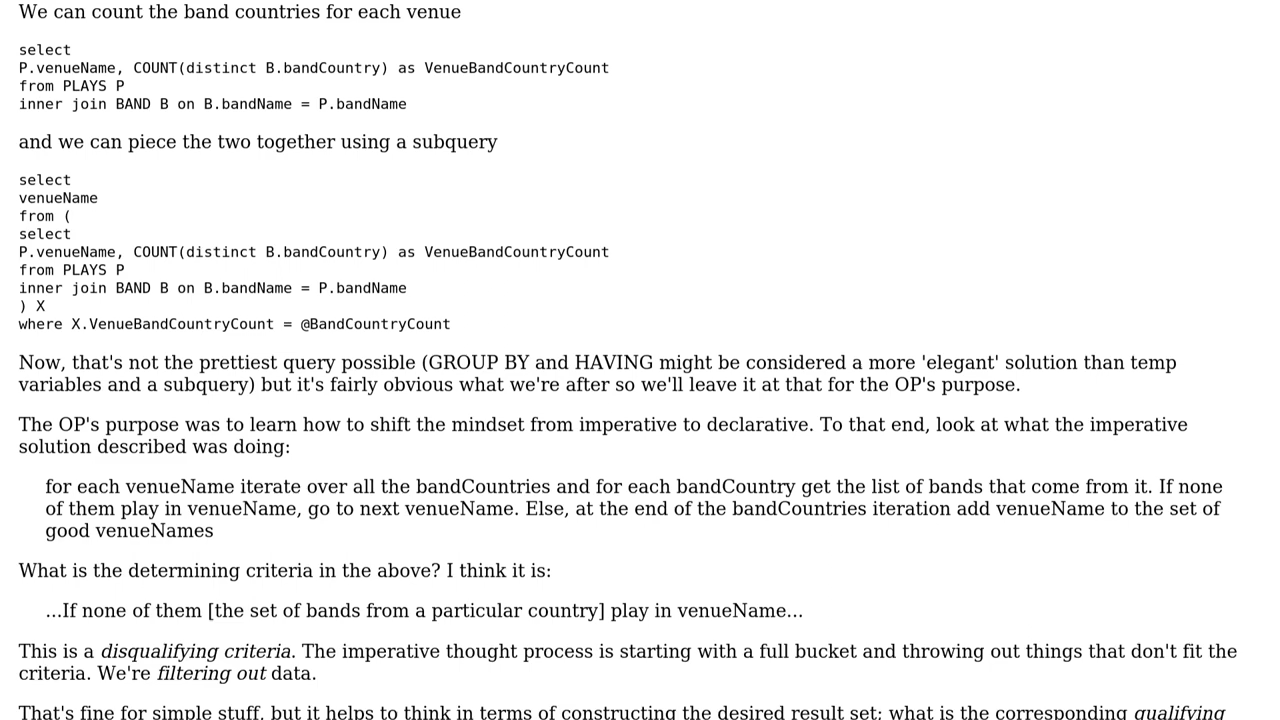 We can count the band countries for each venue
select
P.venueName, COUNT(distinct B.bandCountry) as VenueBandCountryCount
from PLAYS P
inner join BAND B on B.bandName = P.bandName
and we can piece the two together using a subquery
select
venueName
from (
select
P.venueName, COUNT(distinct B.bandCountry) as VenueBandCountryCount
from PLAYS P
inner join BAND B on B.bandName = P.bandName
) X
where X.VenueBandCountryCount = @BandCountryCount
Now, that's not the prettiest query possible (GROUP BY and HAVING might be considered a more 'elegant' solution than temp
variables and a subquery) but it's fairly obvious what we're after so we'll leave it at that for the OP's purpose.
The OP's purpose was to learn how to shift the mindset from imperative to declarative. To that end, look at what the imperative
solution described was doing:
for each venueName iterate over all the bandCountries and for each bandCountry get the list of bands that come from it. If none
of them play in venueName, go to next venueName. Else, at the end of the bandCountries iteration add venueName to the set of
good venueNames
What is the determining criteria in the above? I think it is:
...If none of them [the set of bands from a particular country] play in venueName...
This is a disqualifying criteria. The imperative thought process is starting with a full bucket and throwing out things that don't fit the
criteria. We're filtering out data.
That's fine for simple stuff, but it helps to think in terms of constructing the desired result set; what is the corresponding qualifying